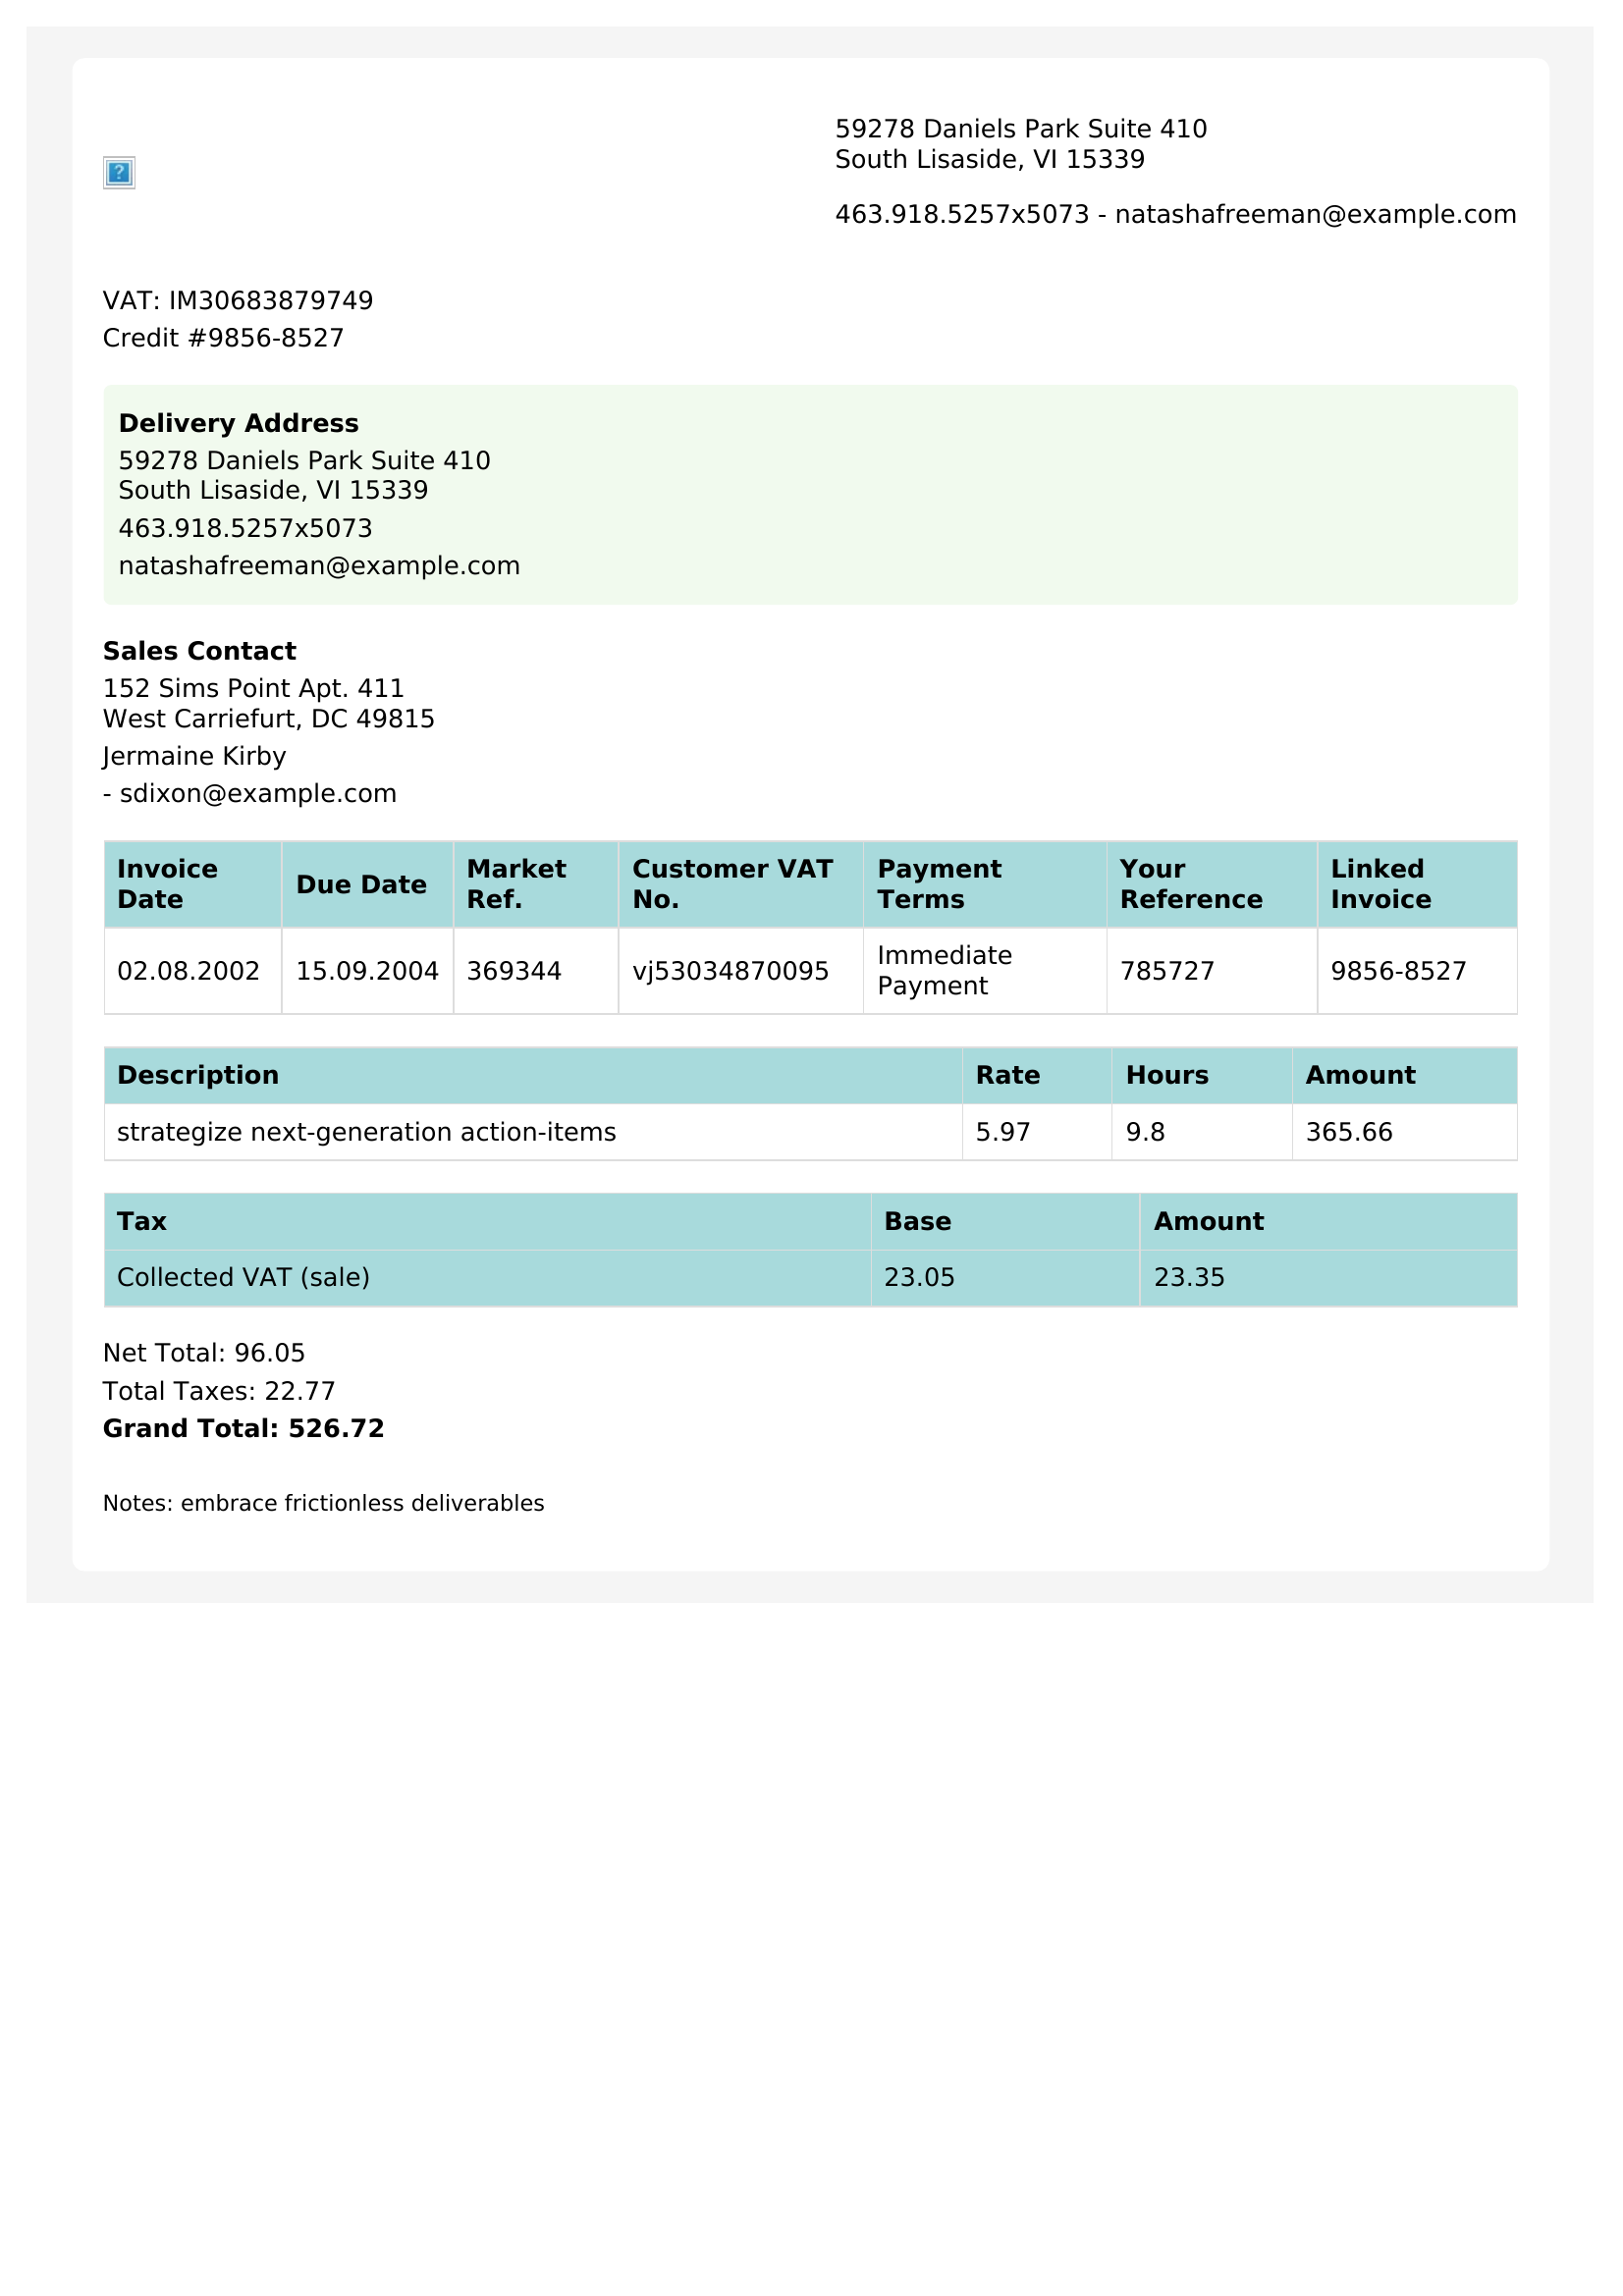 59278 Daniels Park Suite 410
South Lisaside, VI 15339
463.918.5257x5073 - natashafreeman@example.com
VAT: IM30683879749
Credit #9856-8527
Delivery Address
59278 Daniels Park Suite 410
South Lisaside, VI 15339
463.918.5257x5073
natashafreeman@example.com
Sales Contact
152 Sims Point Apt. 411
West Carriefurt, DC 49815
Jermaine Kirby
- sdixon@example.com
Invoice Date Due Date Market Ref. Customer VAT No. Payment Terms Your Reference Linked Invoice
02.08.2002 15.09.2004 369344 vj53034870095 Immediate Payment 785727 9856-8527
Description Rate Hours Amount
strategize next-generation action-items 5.97 9.8 365.66
Tax Base Amount
Collected VAT (sale) 23.05 23.35
Net Total: 96.05
Total Taxes: 22.77
Grand Total: 526.72
Notes: embrace frictionless deliverables